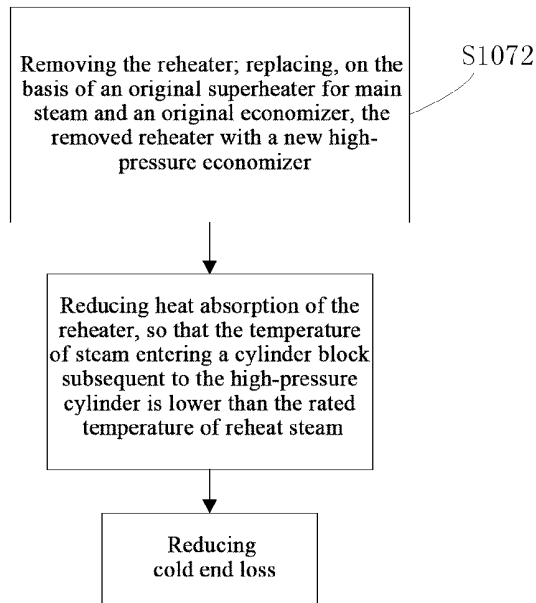 Removing the reheater; replacing, on the
basis of an original superheater for main
steam and an original economizer, the
removed reheater with a new high-
pressure economizer
S1072
Reducing heat absorption of the
reheater, so that the temperature
of steam entering a cylinder block
subsequent to the high-pressure
cylinder is lower than the rated
temperature of reheat steam
Reducing
cold end loss